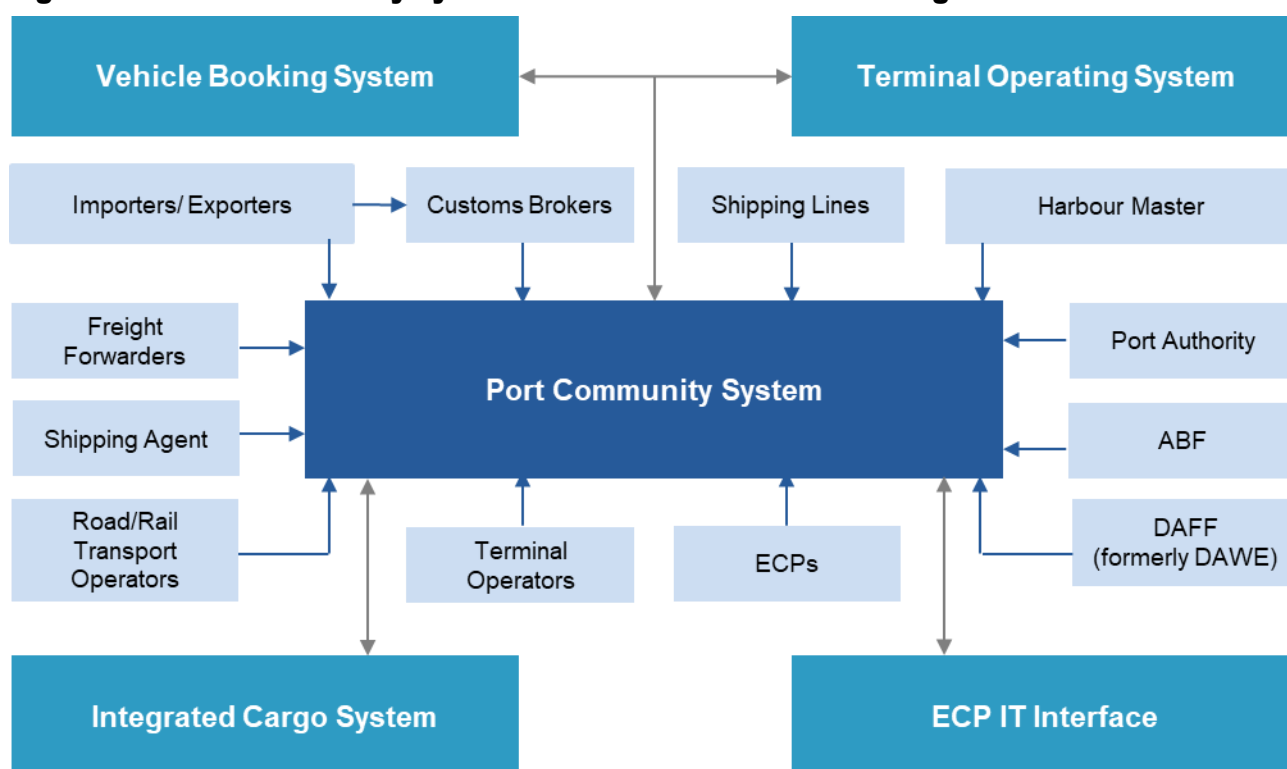 Vehicle Booking System
Terminal Operating System
Importers/ Exporters
Customs Brokers
Shipping Lines
Harbour Master
Freight
Forwarders
Port Authority
Port Community System
Shipping Agent
ABF
Road/Rail
Transport
Operators
Terminal
Operators
ECPs
DAFF
(formerly DAWE)
Integrated Cargo System
ECP IT Interface